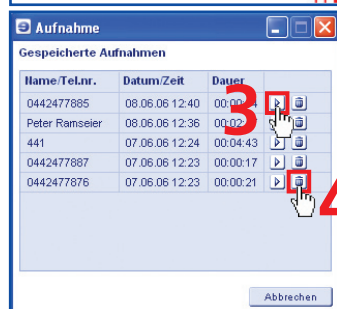 Aufnahme
Gespeicherte Aufnahmen
Name/Tel.nr. Datum/Zeit Dauer
0442477885 08.06.06 12:40
3
Peter Ramseier 08.06.06 12:36
441 07.06.06 12:24 00:04:43
0442477887 07.06.06 12:23 00:00:17
0442477876 07.06.06 12:23 00:00:21
4
Abbrechen